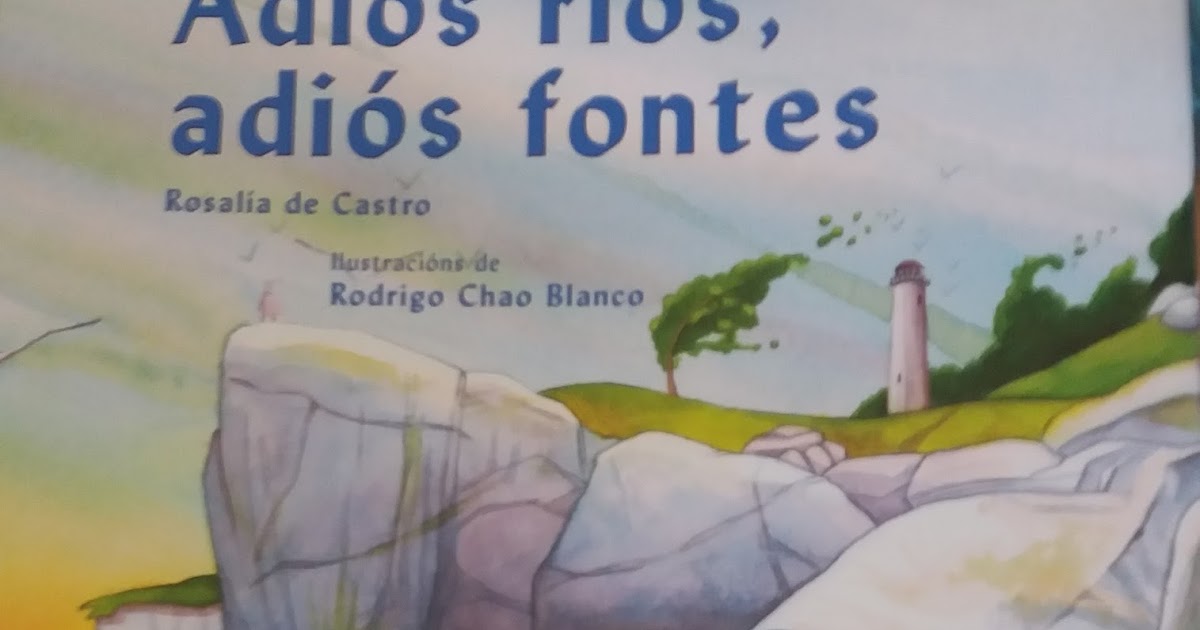 Adiós ríos,
adiós fontes
Rosalía de Castro
Ilustracións de
Rodrigo Chao Blanco